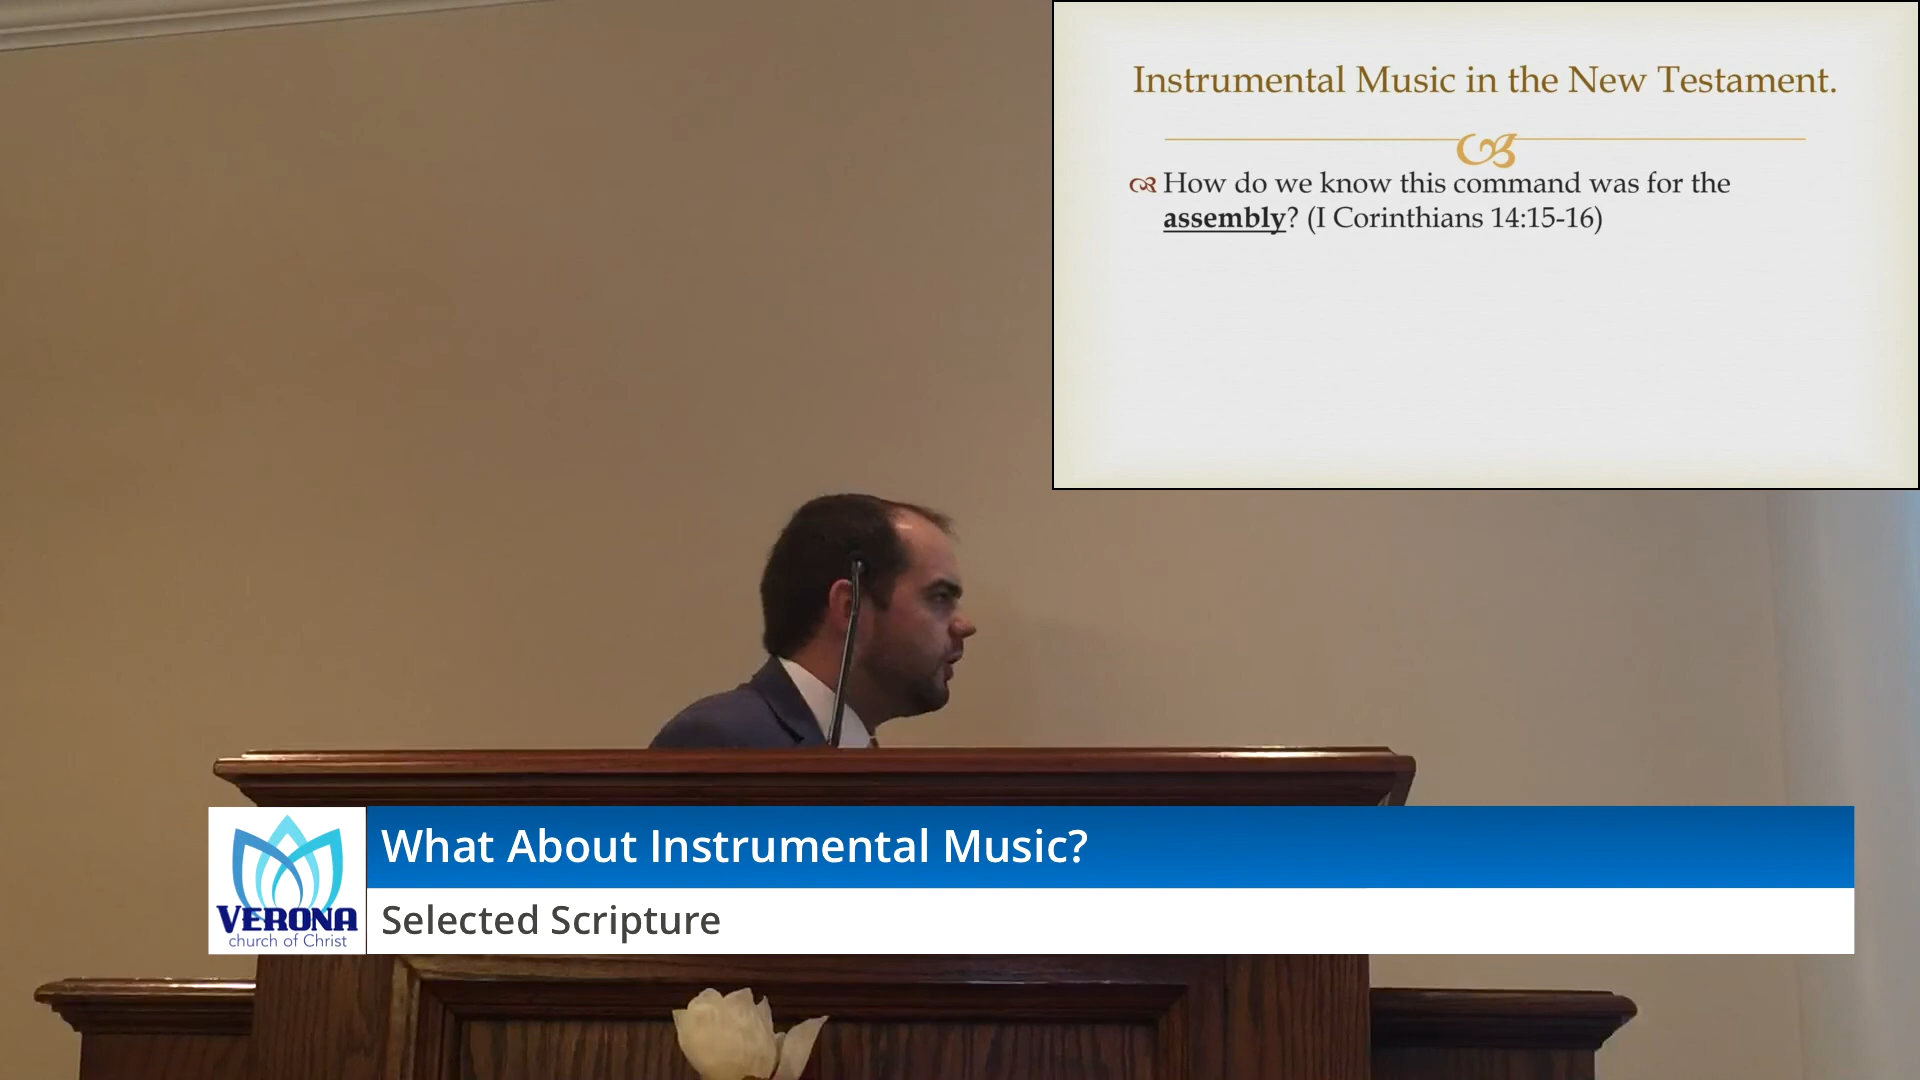 Instrumental Music in the New Testament.
How do we know this command was for the
assembly? (I Corinthians 14:15-16)
What About Instrumental Music?
Selected Scripture
VERONA
church of Christ